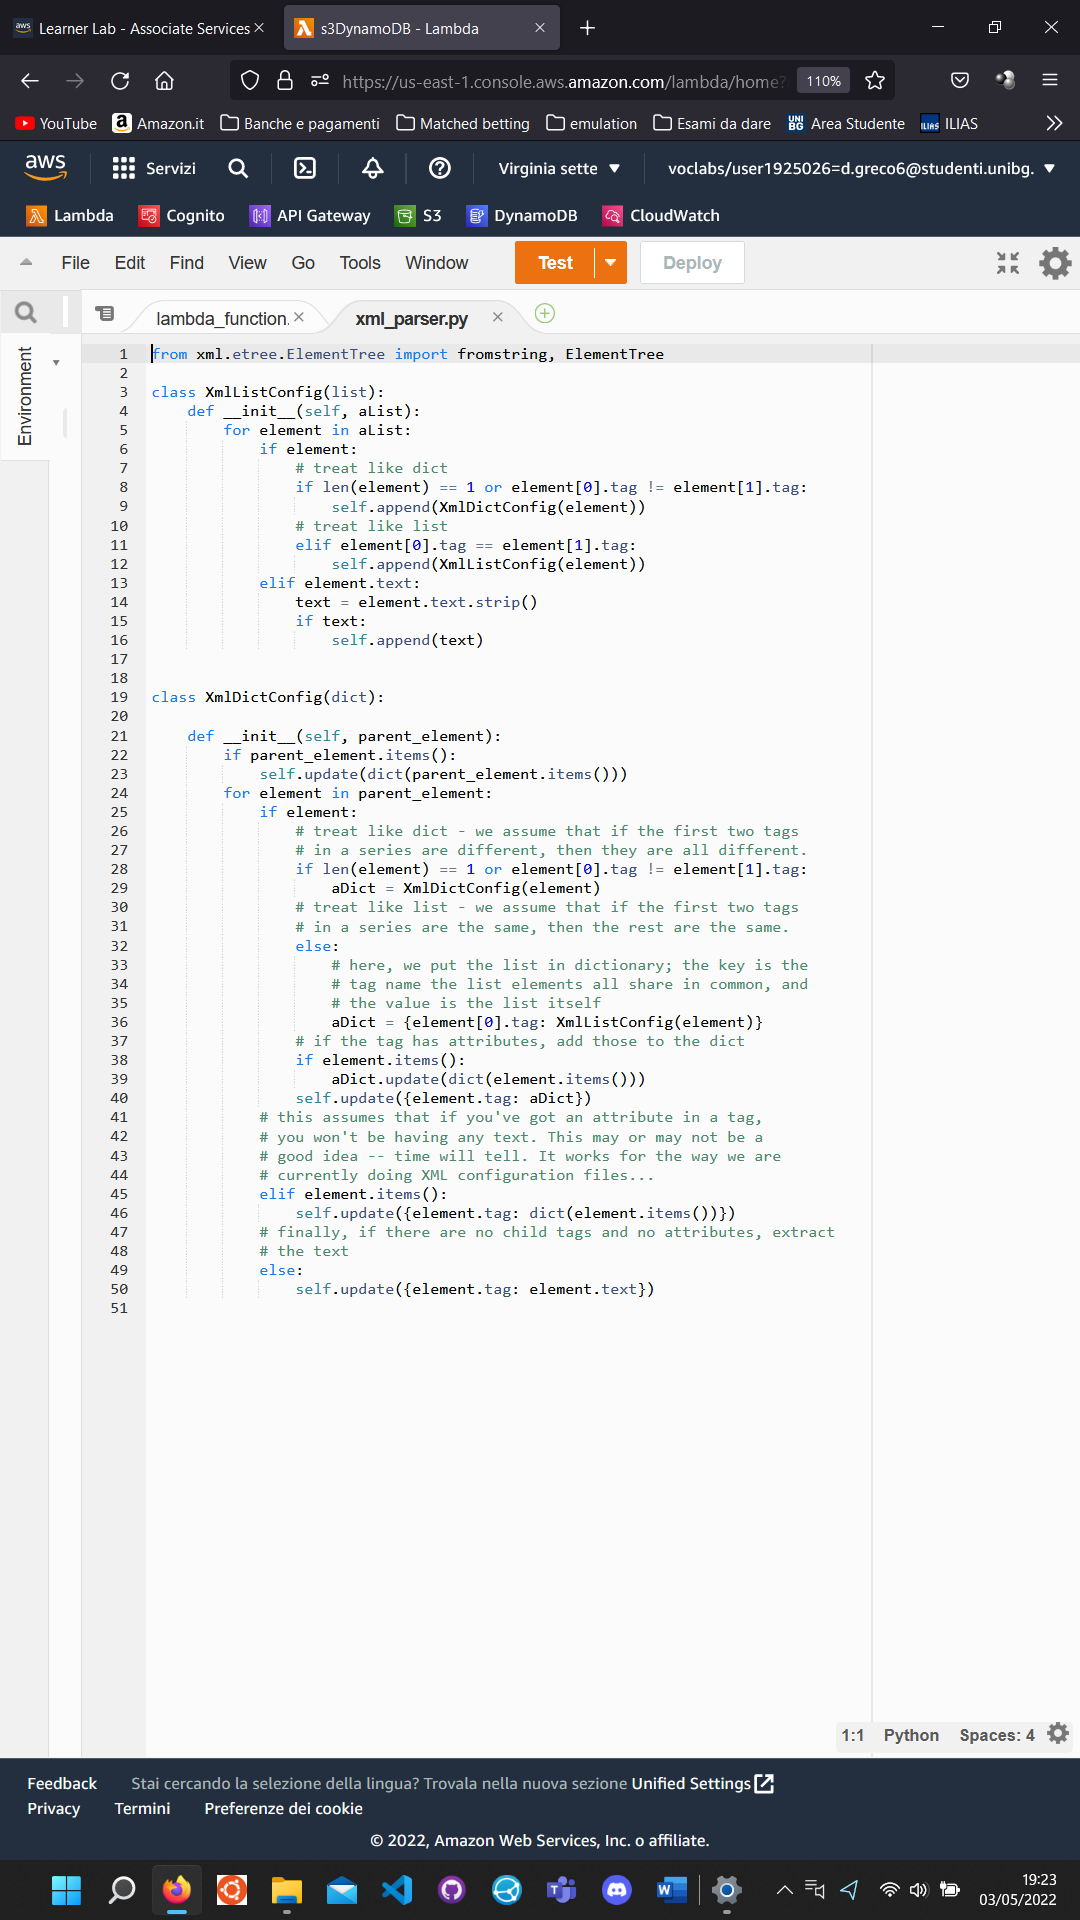 aws Learner Lab - Associate Services
s3DynamoDB - Lambda
https://us-east-1.console.aws.amazon.com/lambda/home? 110%
YouTube Amazon.it Banche e pagamenti Matched betting emulation Esami da dare UNI BG Area Studente ILIAS ILIAS
aws Servizi Virginia sette voclabs/user1925026=d.greco6@studenti.unibg.
Lambda Cognito API Gateway S3 DynamoDB CloudWatch
File Edit Find View Go Tools Window Test Deploy
lambda_function. xml_parser.py
Environment
1 from xml.etree.ElementTree import fromstring, ElementTree
2
3 class XmlListConfig(list):
4     def __init__(self, aList):
5         for element in aList:
6             if element:
7                 # treat like dict
8                 if len(element) == 1 or element[0].tag != element[1].tag:
9                     self.append(XmlDictConfig(element))
10                 # treat like list
11                 elif element[0].tag == element[1].tag:
12                     self.append(XmlListConfig(element))
13             elif element.text:
14                 text = element.text.strip()
15                 if text:
16                     self.append(text)
17
18
19 class XmlDictConfig(dict):
20
21     def __init__(self, parent_element):
22         if parent_element.items():
23             self.update(dict(parent_element.items()))
24         for element in parent_element:
25             if element:
26                 # treat like dict - we assume that if the first two tags
27                 # in a series are different, then they are all different.
28                 if len(element) == 1 or element[0].tag != element[1].tag:
29                     aDict = XmlDictConfig(element)
30                 # treat like list - we assume that if the first two tags
31                 # in a series are the same, then the rest are the same.
32                 else:
33                     # here, we put the list in dictionary; the key is the
34                     # tag name the list elements all share in common, and
35                     # the value is the list itself
36                     aDict = {element[0].tag: XmlListConfig(element)}
37                 # if the tag has attributes, add those to the dict
38                 if element.items():
39                     aDict.update(dict(element.items()))
40                 self.update({element.tag: aDict})
41             # this assumes that if you've got an attribute in a tag,
42             # you won't be having any text. This may or may not be a
43             # good idea -- time will tell. It works for the way we are
44             # currently doing XML configuration files...
45             elif element.items():
46                 self.update({element.tag: dict(element.items())})
47             # finally, if there are no child tags and no attributes, extract
48             # the text
49             else:
50                 self.update({element.tag: element.text})
51
1:1 Python Spaces: 4
Feedback Stai cercando la selezione della lingua? Trovala nella nuova sezione Unified Settings
Privacy Termini Preferenze dei cookie
© 2022, Amazon Web Services, Inc. o affiliate.
19:23
03/05/2022